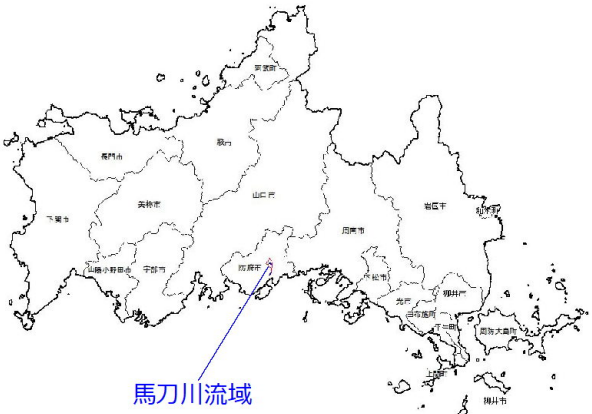 阿武町
萩市
長門市
美祢市
山口市
岩国市
和木町
下関市
周南市
防府市
山陽小野田市
宇部市
下松市
光市
柳井市
田布施町
平生町
周防大島町
上関町
柳井市
馬刀川流域